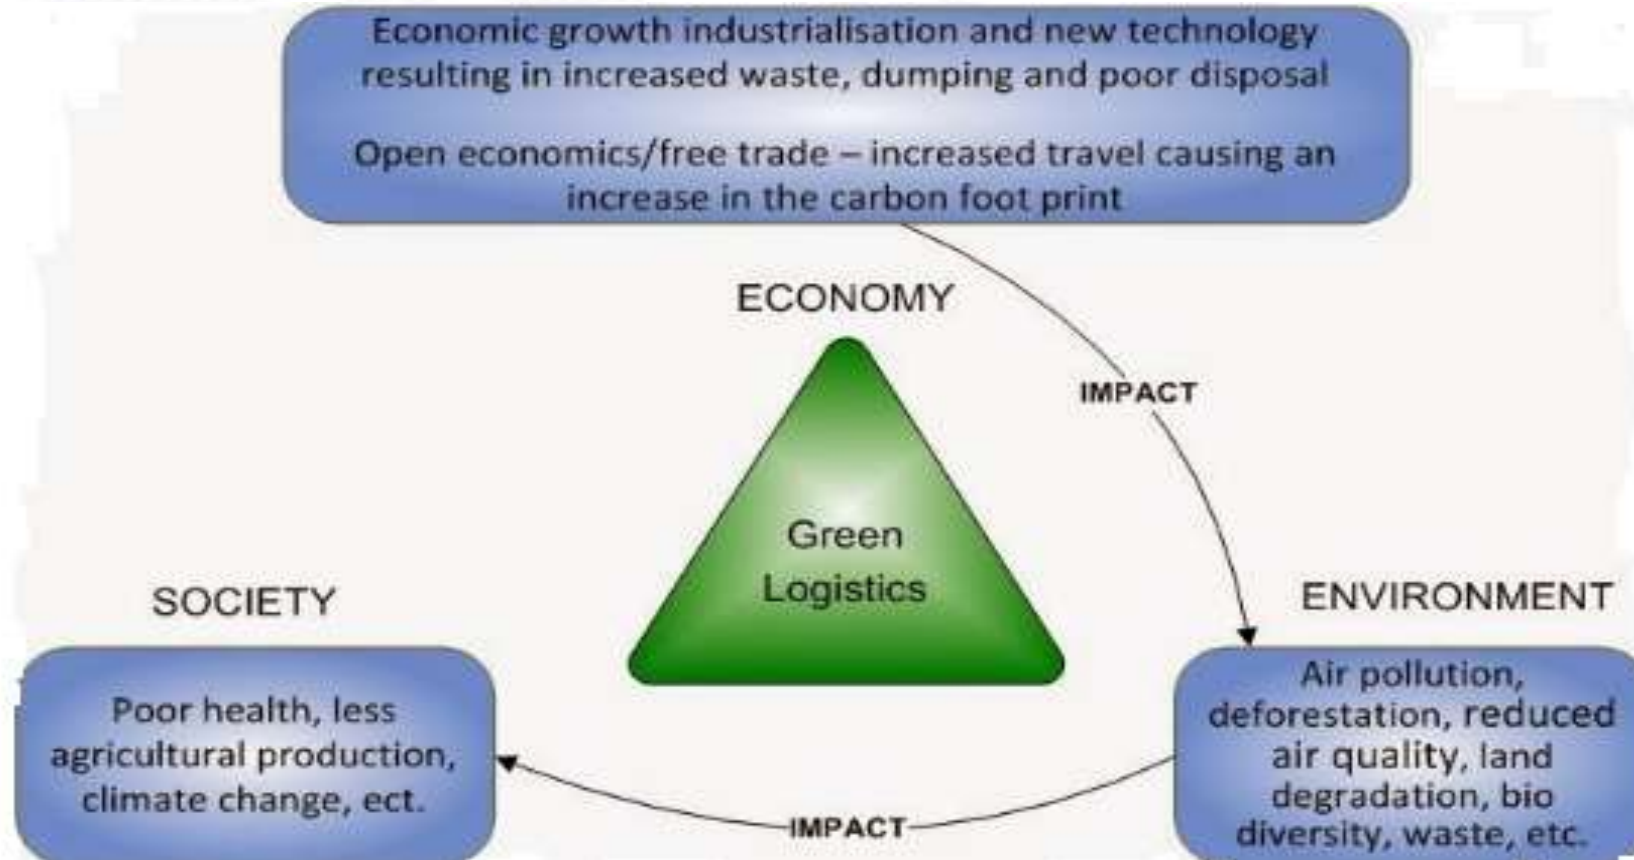 Economic growth industrialisation and new technology
resulting in increased waste, dumping and poor disposal
Open economics/free trade – increased travel causing an
increase in the carbon foot print
ECONOMY
IMPACT
Green
Logistics
SOCIETY
Poor health, less
agricultural production,
climate change, ect.
ENVIRONMENT
Air pollution,
deforestation, reduced
air quality, land
degradation, bio
diversity, waste, etc.
IMPACT